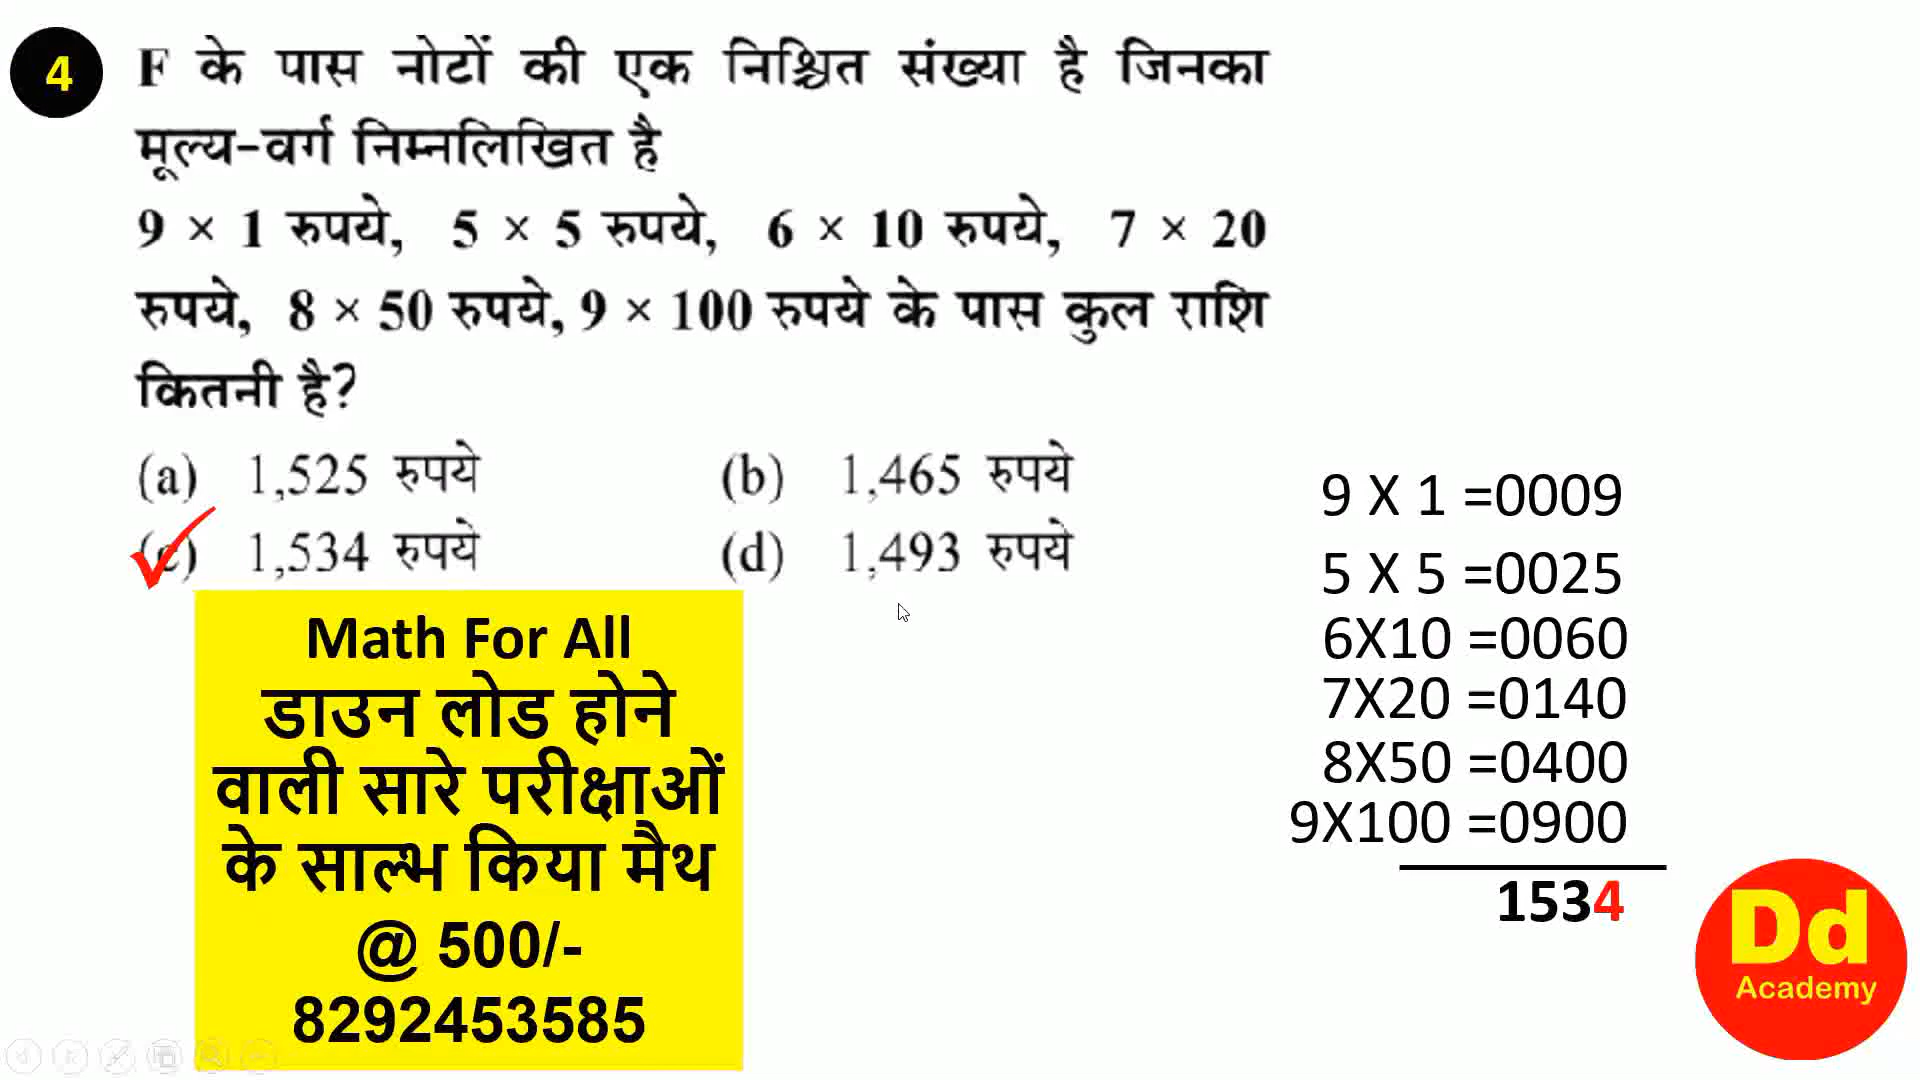 4
F के पास नोटों की एक निश्चित संख्या है जिनका
मूल्य-वर्ग निम्नलिखित है
9 × 1 रुपये, 5 × 5 रुपये, 6 × 10 रुपये, 7 × 20
रुपये, 8 × 50 रुपये, 9 × 100 रुपये के पास कुल राशि
कितनी है?
(a) 1,525 रुपये (b) 1,465 रुपये
(c) 1,534 रुपये (d) 1,493 रुपये
Math For All
डाउन लोड होने
वाली सारे परीक्षाओं
के साल्भ किया मैथ
@ 500/-
8292453585
9 X 1 =0009
5 X 5 =0025
6X10 =0060
7X20 =0140
8X50 =0400
9X100 =0900
1534
Dd
Academy